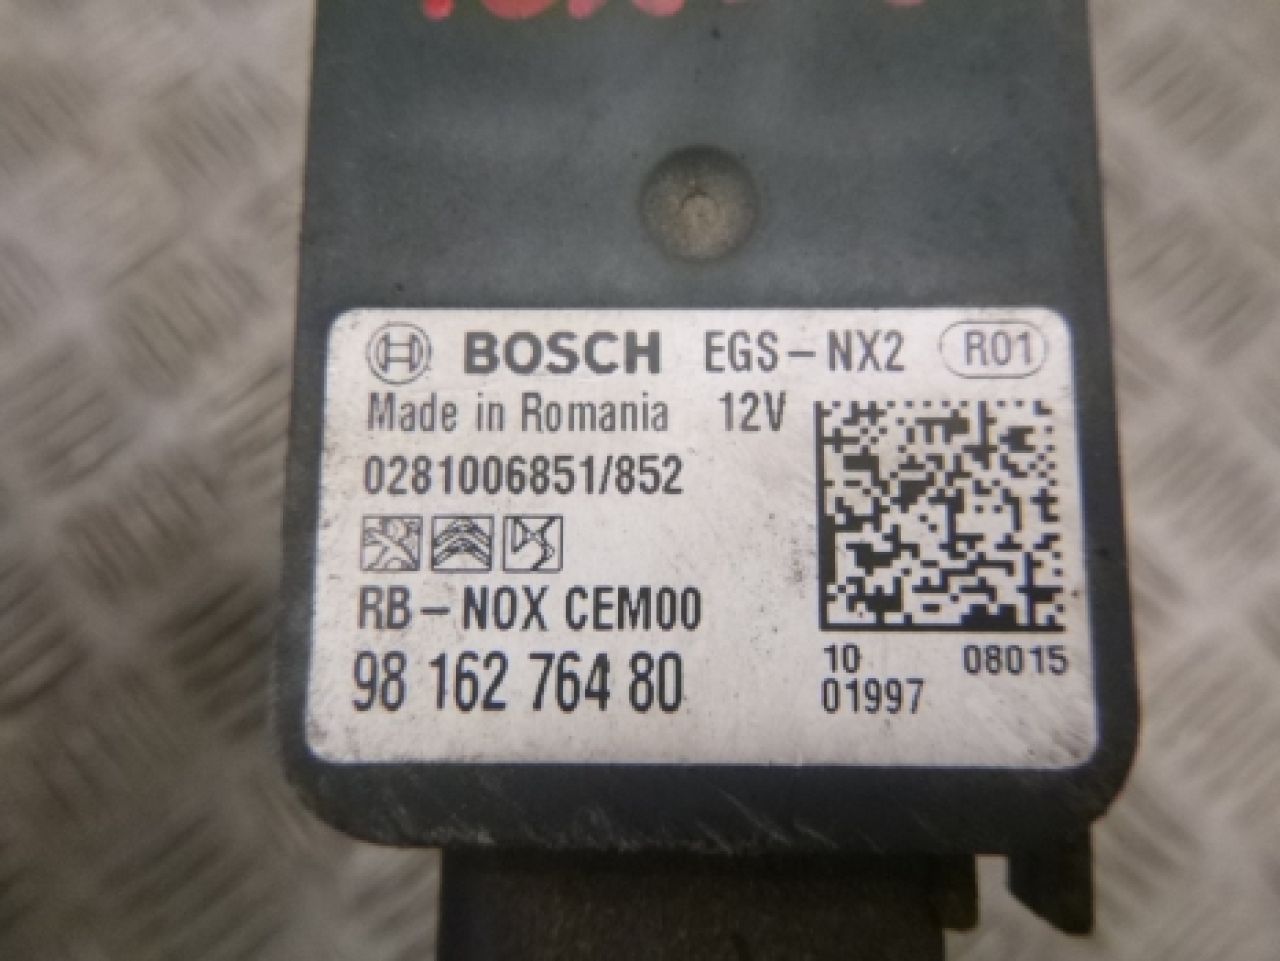 BOSCH EGS-NX2 R01
Made in Romania 12V
0281006851/852
RB-NOX CEM00
98 162 764 80
10 08015
01997